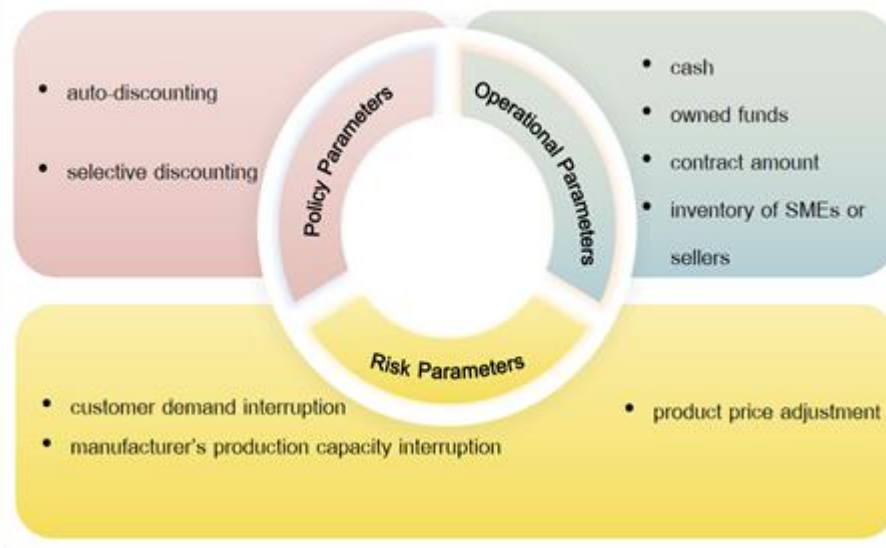 Policy Parameters
• auto-discounting
• selective discounting
Operational Parameters
• cash
• owned funds
• contract amount
• inventory of SMEs or
sellers
Risk Parameters
• customer demand interruption
• manufacturer's production capacity interruption
• product price adjustment